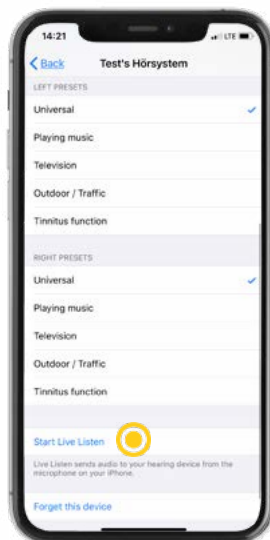 14:21
LTE
Back
Test's Hörsystem
LEFT PRESETS
Universal
Playing music
Television
Outdoor / Traffic
Tinnitus function
RIGHT PRESETS
Universal
Playing music
Television
Outdoor / Traffic
Tinnitus function
Start Live Listen
Live Listen sends audio to your hearing device from the
microphone on your iPhone.
Forget this device